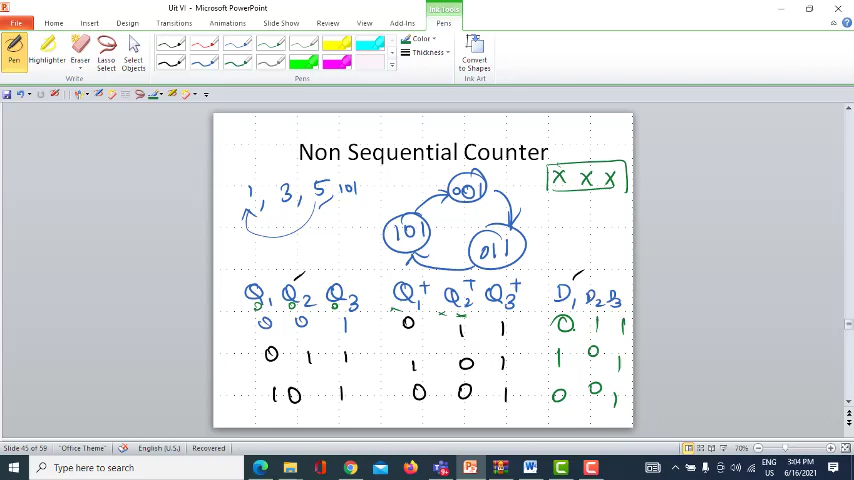 Uit VI - Microsoft PowerPoint
Ink Tools
File Home Insert Design Transitions Animations Slide Show Review View Add-Ins Pens
Pen Highlighter Eraser Lasso Select Objects
Color
Thickness
Convert to Shapes
Write Pens Ink Art
Non Sequential Counter
X X X
1, 3, 5 101
001
101
011
Q1 Q2 Q3 Q1+ Q2+ Q3+ D1 D2 D3
0 0 0
0 0 1 0 1 1 0 1 1
0 1 1 1 0 1 1 0 1
1 0 1 0 0 1 0 0 1
Slide 45 of 59 "Office Theme" English (U.S.) Recovered 70%
Type here to search
ENG US
3:04 PM
6/16/2021